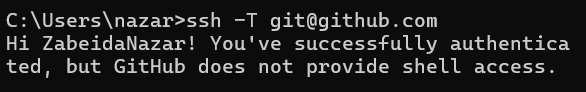 C:\Users\nazar>ssh -T git@github.com
Hi ZabeidaNazar! You've successfully authentica
ted, but GitHub does not provide shell access.